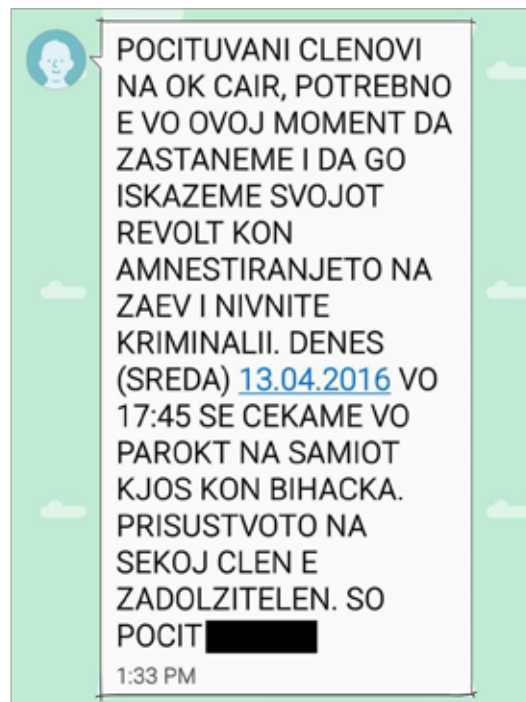 POCITUVANI CLENOVI
NA OK CAIR, POTREBNO
E VO OVOJ MOMENT DA
ZASTANEME I DA GO
ISKAZEME SVOJOT
REVOLT KON
AMNESTIRANJETO NA
ZAEV I NIVNITE
KRIMINALII. DENES
(SREDA) 13.04.2016 VO
17:45 SE CEKAME VO
PAROKT NA SAMIOT
KJOS KON BIHACKA.
PRISUSTVOTO NA
SEKOJ CLEN E
ZADOLZITELEN. SO
POCIT
1:33 PM